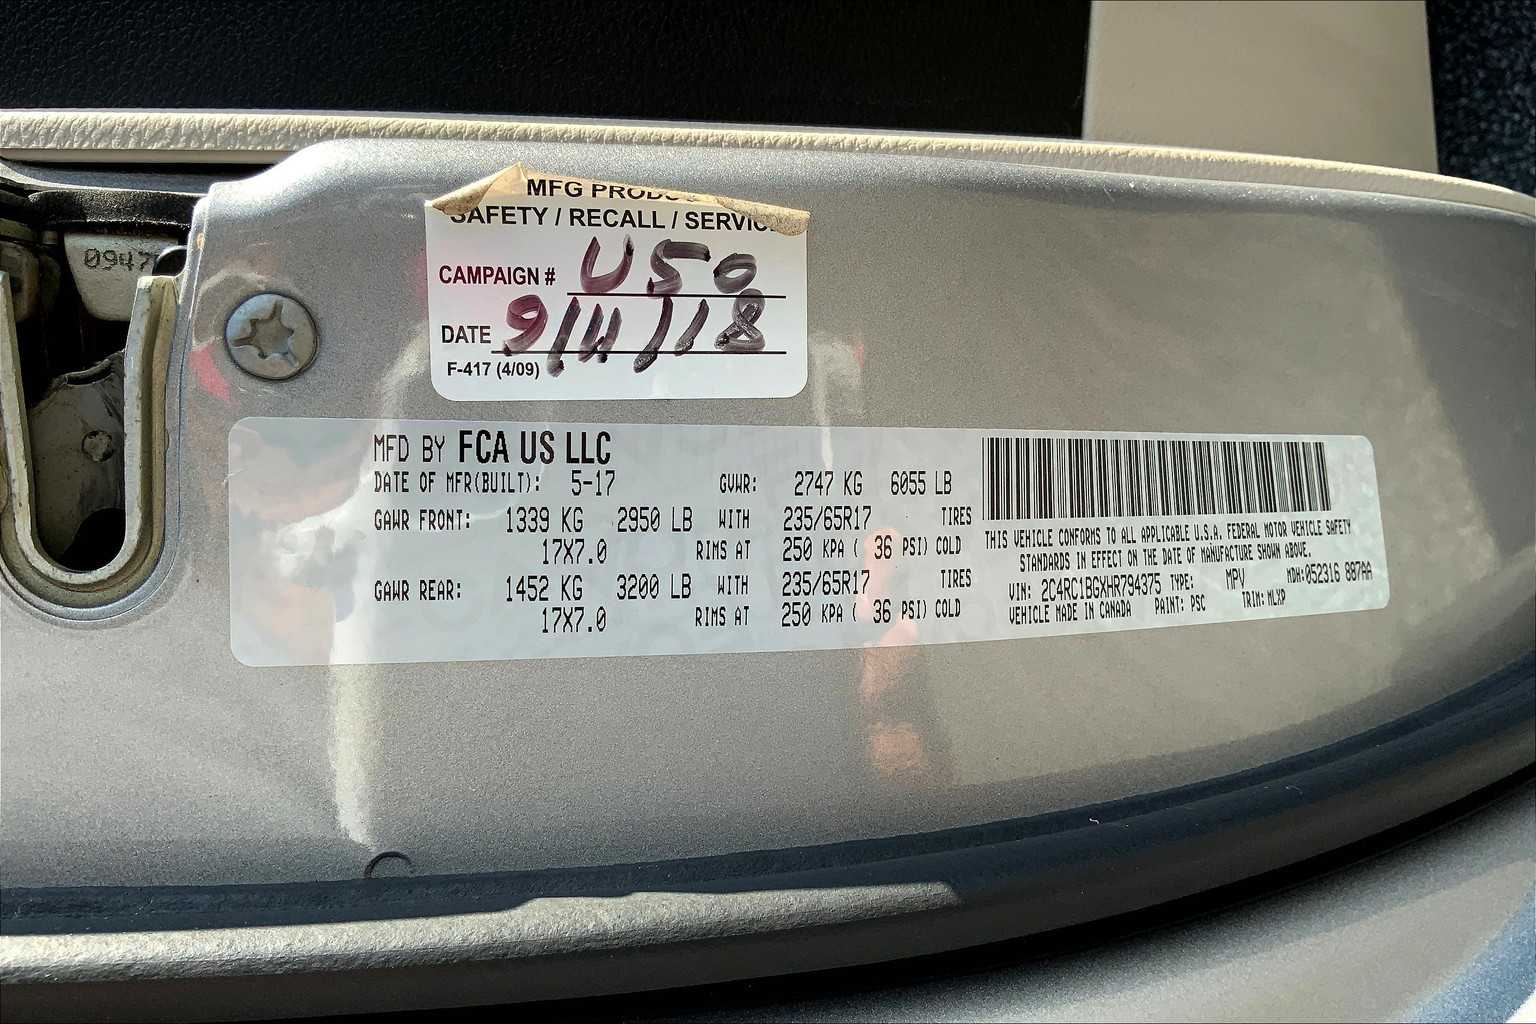 0947
MFG PRODUC
SAFETY / RECALL / SERVIC
CAMPAIGN # U50
DATE 9/11/18
F-417 (4/09)
MFD BY FCA US LLC
DATE OF MFR(BUILT): 5-17 GVWR: 2747 KG 6055 LB
GAWR FRONT: 1339 KG 2950 LB WITH 235/65R17 TIRES
17X7.0 RIMS AT 250 KPA ( 36 PSI) COLD
GAWR REAR: 1452 KG 3200 LB WITH 235/65R17 TIRES
17X7.0 RIMS AT 250 KPA ( 36 PSI) COLD
THIS VEHICLE CONFORMS TO ALL APPLICABLE U.S.A. FEDERAL MOTOR VEHICLE SAFETY
STANDARDS IN EFFECT ON THE DATE OF MANUFACTURE SHOWN ABOVE.
VIN: 2C4RC1BGXHR794375 TYPE: MPV MDH:052316 887AA
VEHICLE MADE IN CANADA PAINT: PSC TRIM: MLXP